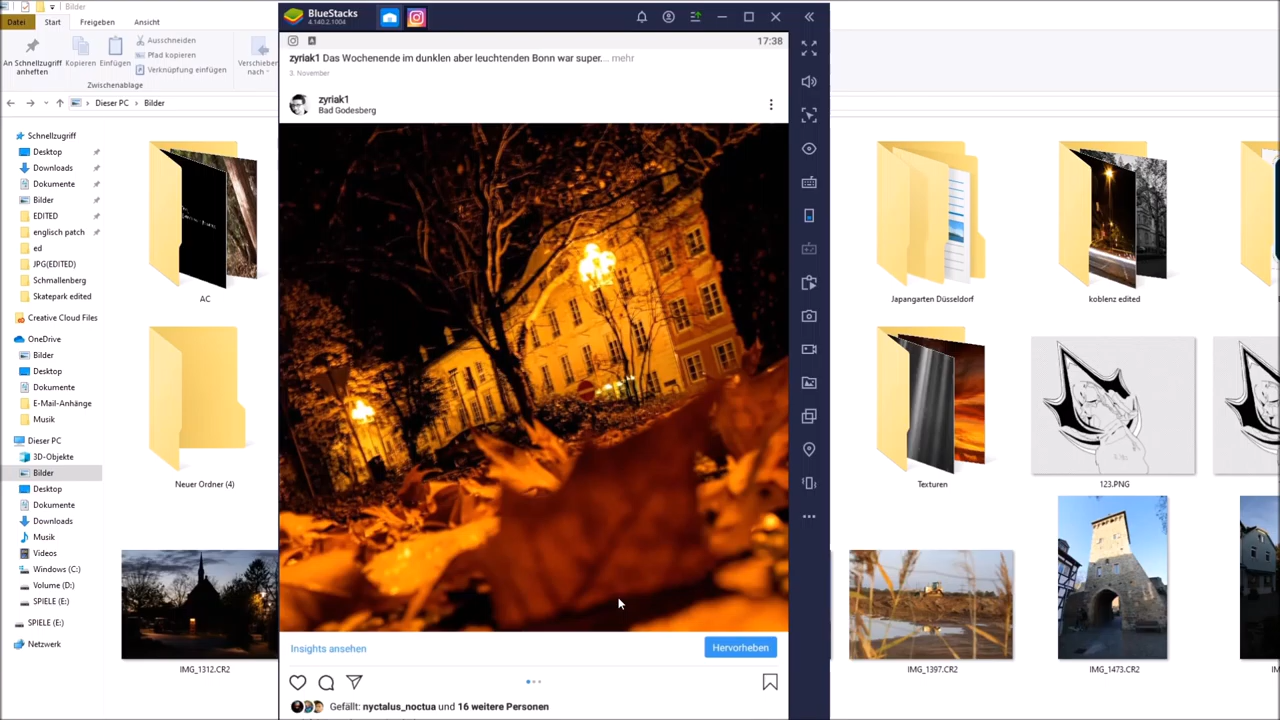 Bilder
BlueStacks
4.140.2.1004
Datei
Start
Freigeben
Ansicht
An Schnellzugriff
anheften
Kopieren
Einfügen
Ausschneiden
Pfad kopieren
Verknüpfung einfügen
Verschieben
nach
Zwischenablage
Dieser PC
Bilder
17:38
zyriak1 Das Wochenende im dunklen aber leuchtenden Bonn war super... mehr
3. November
zyriak1
Bad Godesberg
Schnellzugriff
Desktop
Downloads
Dokumente
Bilder
EDITED
englisch patch
ed
JPG(EDITED)
Schmallenberg
Skatepark edited
Creative Cloud Files
OneDrive
Bilder
Desktop
Dokumente
E-Mail-Anhänge
Musik
Dieser PC
3D-Objekte
Bilder
Desktop
Dokumente
Downloads
Musik
Videos
Windows (C:)
Volume (D:)
SPIELE (E:)
SPIELE (E:)
Netzwerk
AC
Japangarten Düsseldorf
koblenz edited
Neuer Ordner (4)
Texturen
123.PNG
IMG_1312.CR2
IMG_1397.CR2
IMG_1473.CR2
Insights ansehen
Hervorheben
Gefällt: nyctalus_noctua und 16 weitere Personen